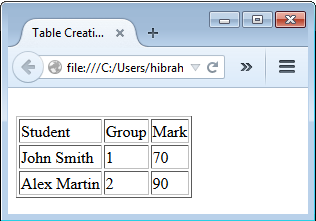 Table Creati...
file:///C:/Users/hibrah
Student Group Mark
John Smith 1 70
Alex Martin 2 90